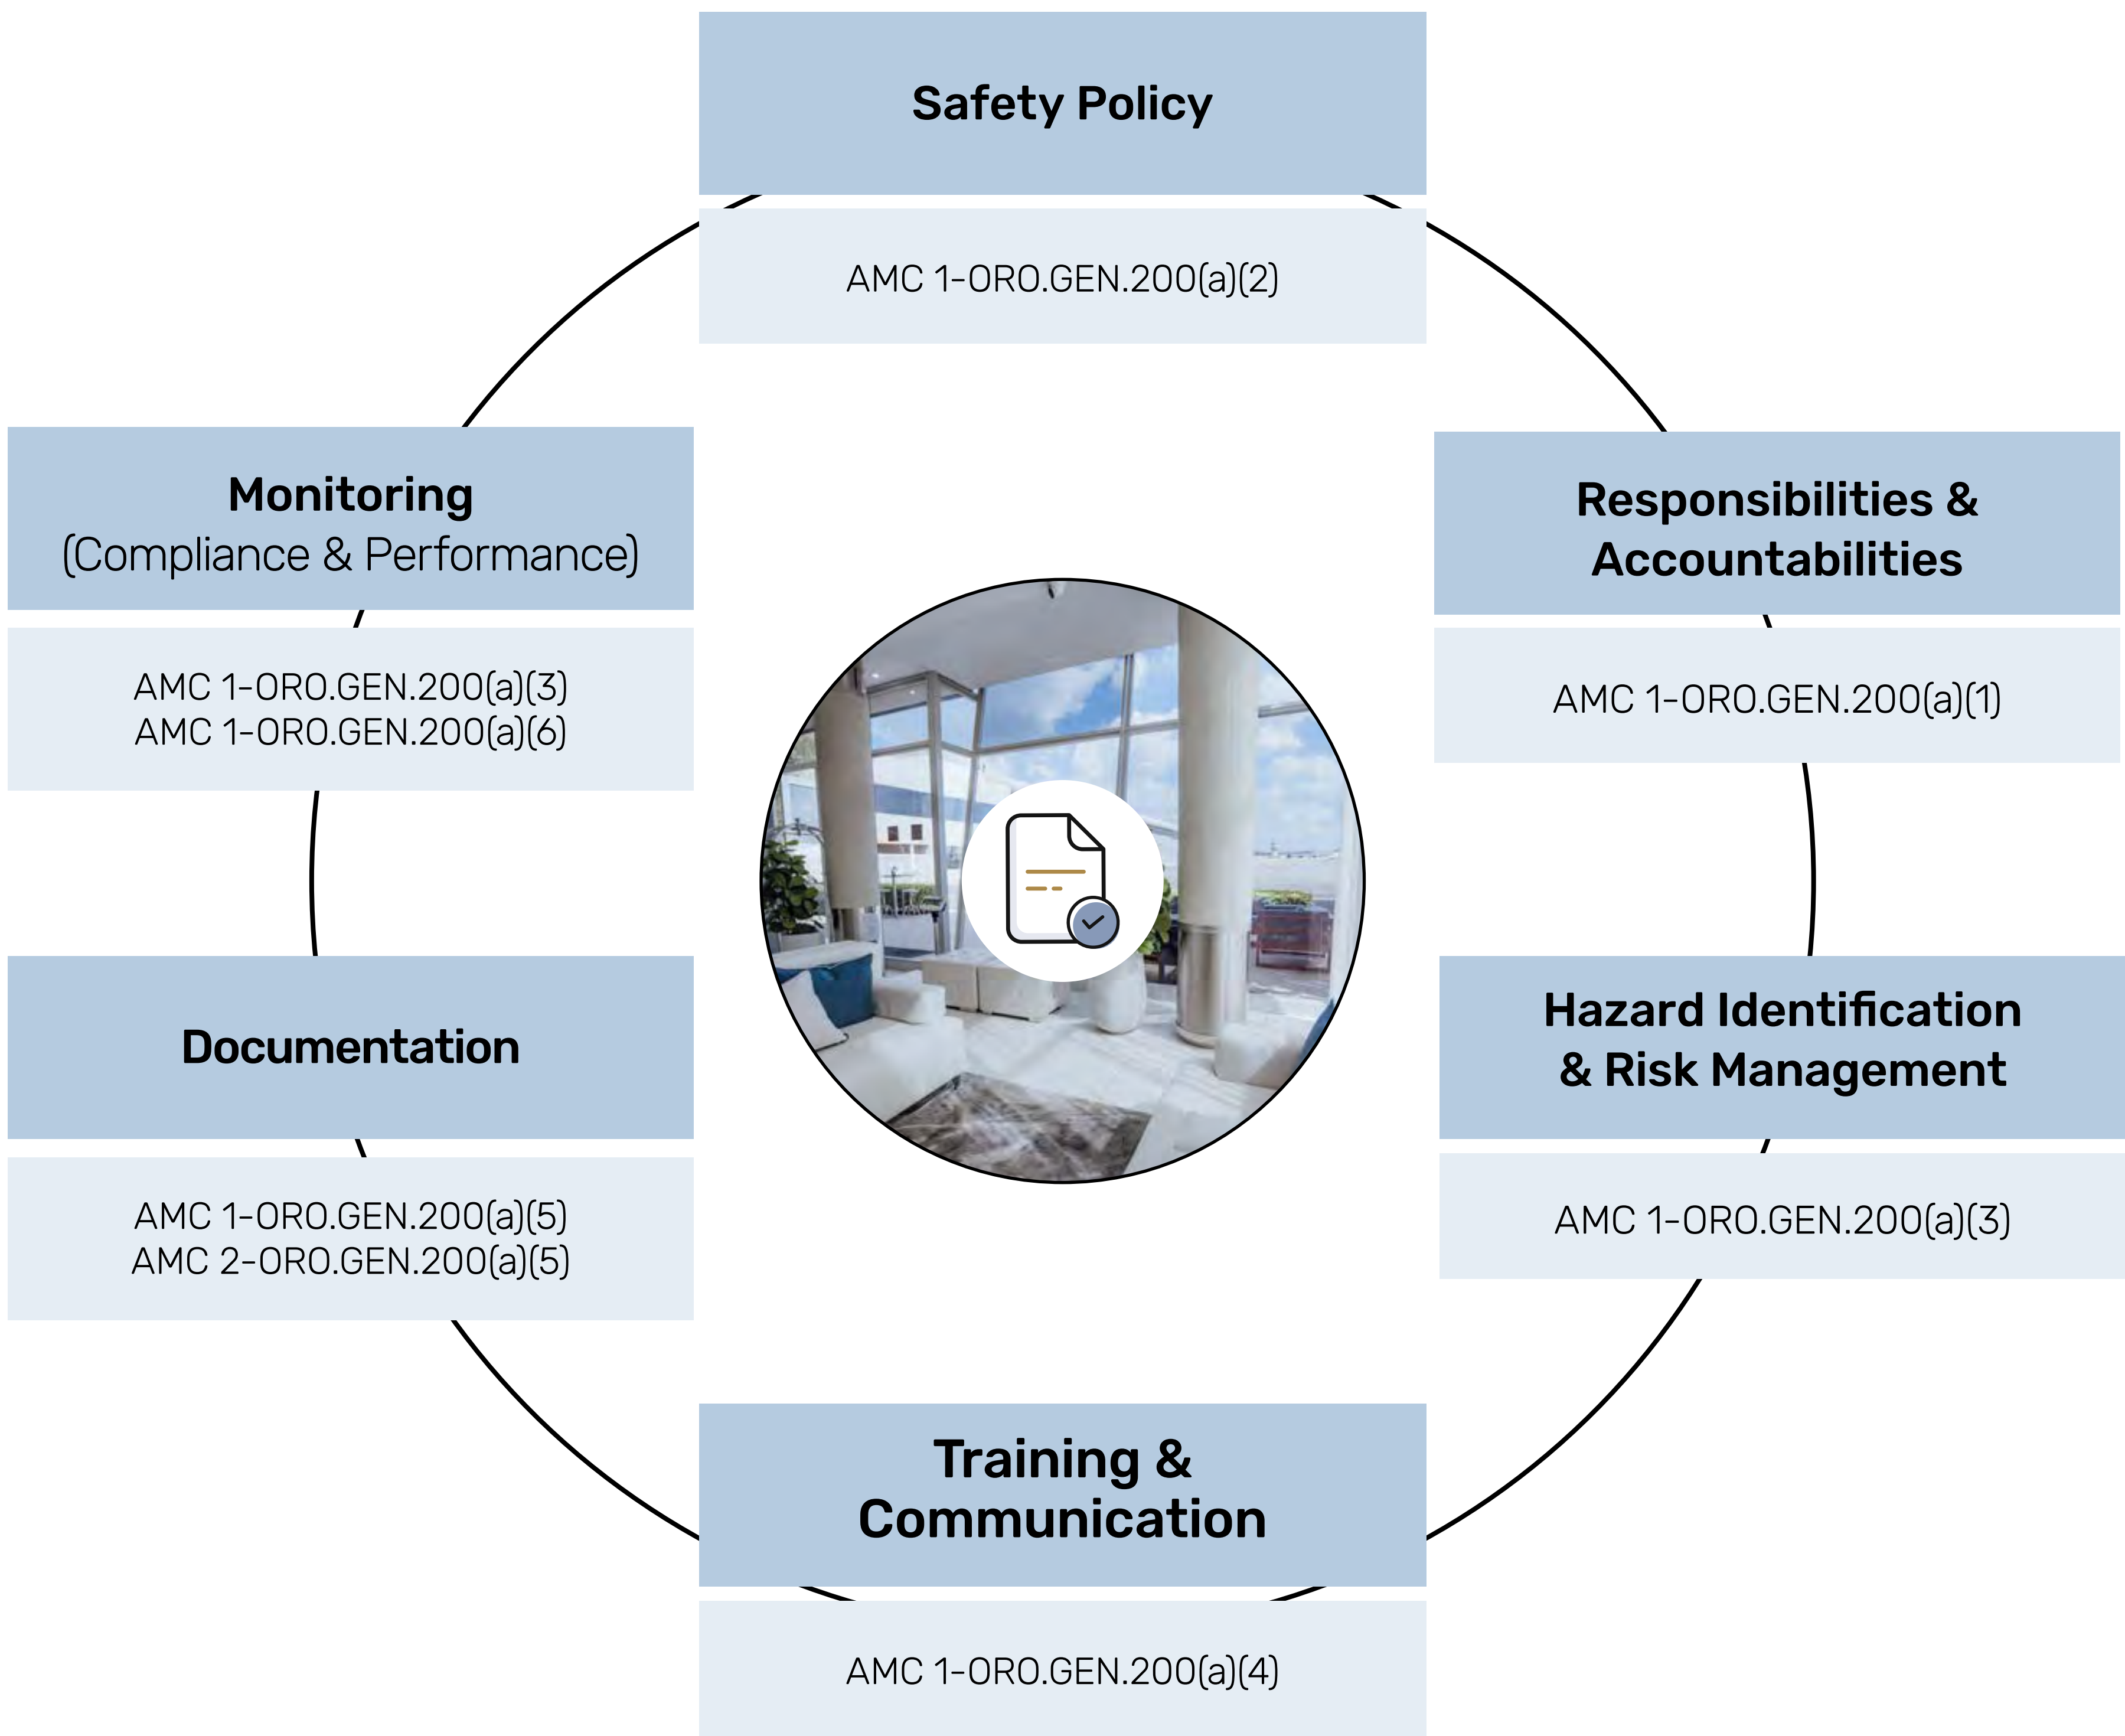 Safety Policy
AMC 1-ORO.GEN.200(a)(2)
Responsibilities &
Accountabilities
AMC 1-ORO.GEN.200(a)(1)
Hazard Identification
& Risk Management
AMC 1-ORO.GEN.200(a)(3)
Training &
Communication
AMC 1-ORO.GEN.200(a)(4)
Documentation
AMC 1-ORO.GEN.200(a)(5)
AMC 2-ORO.GEN.200(a)(5)
Monitoring
(Compliance & Performance)
AMC 1-ORO.GEN.200(a)(3)
AMC 1-ORO.GEN.200(a)(6)